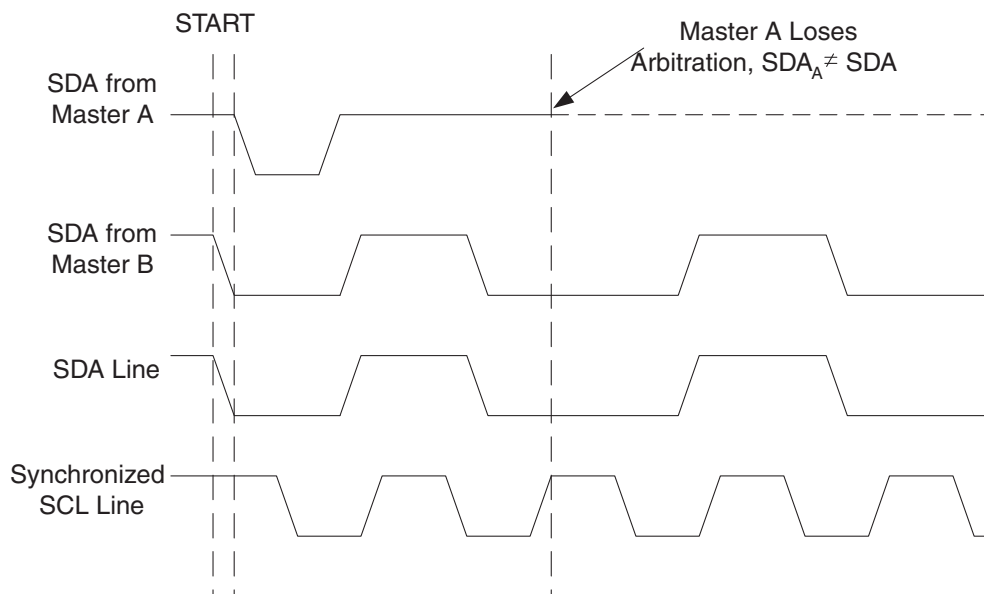 START
Master A Loses
Arbitration, SDA_A ≠ SDA
SDA from
Master A
SDA from
Master B
SDA Line
Synchronized
SCL Line